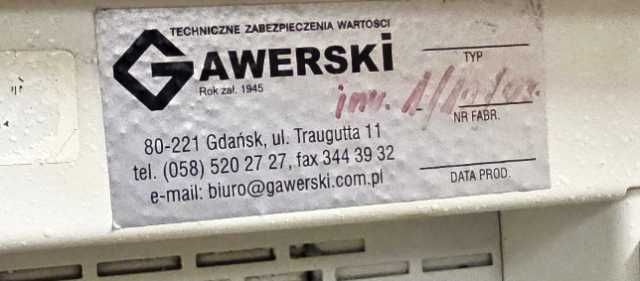 TECHNICZNE ZABEZPIECZENIA WARTOŚCI
GAWERSKi
Rok zał. 1945
80-221 Gdańsk, ul. Traugutta 11
tel. (058) 520 27 27, fax 344 39 32
e-mail: biuro@gawerski.com.pl
TYP
inw.
NR FABR.
DATA PROD.